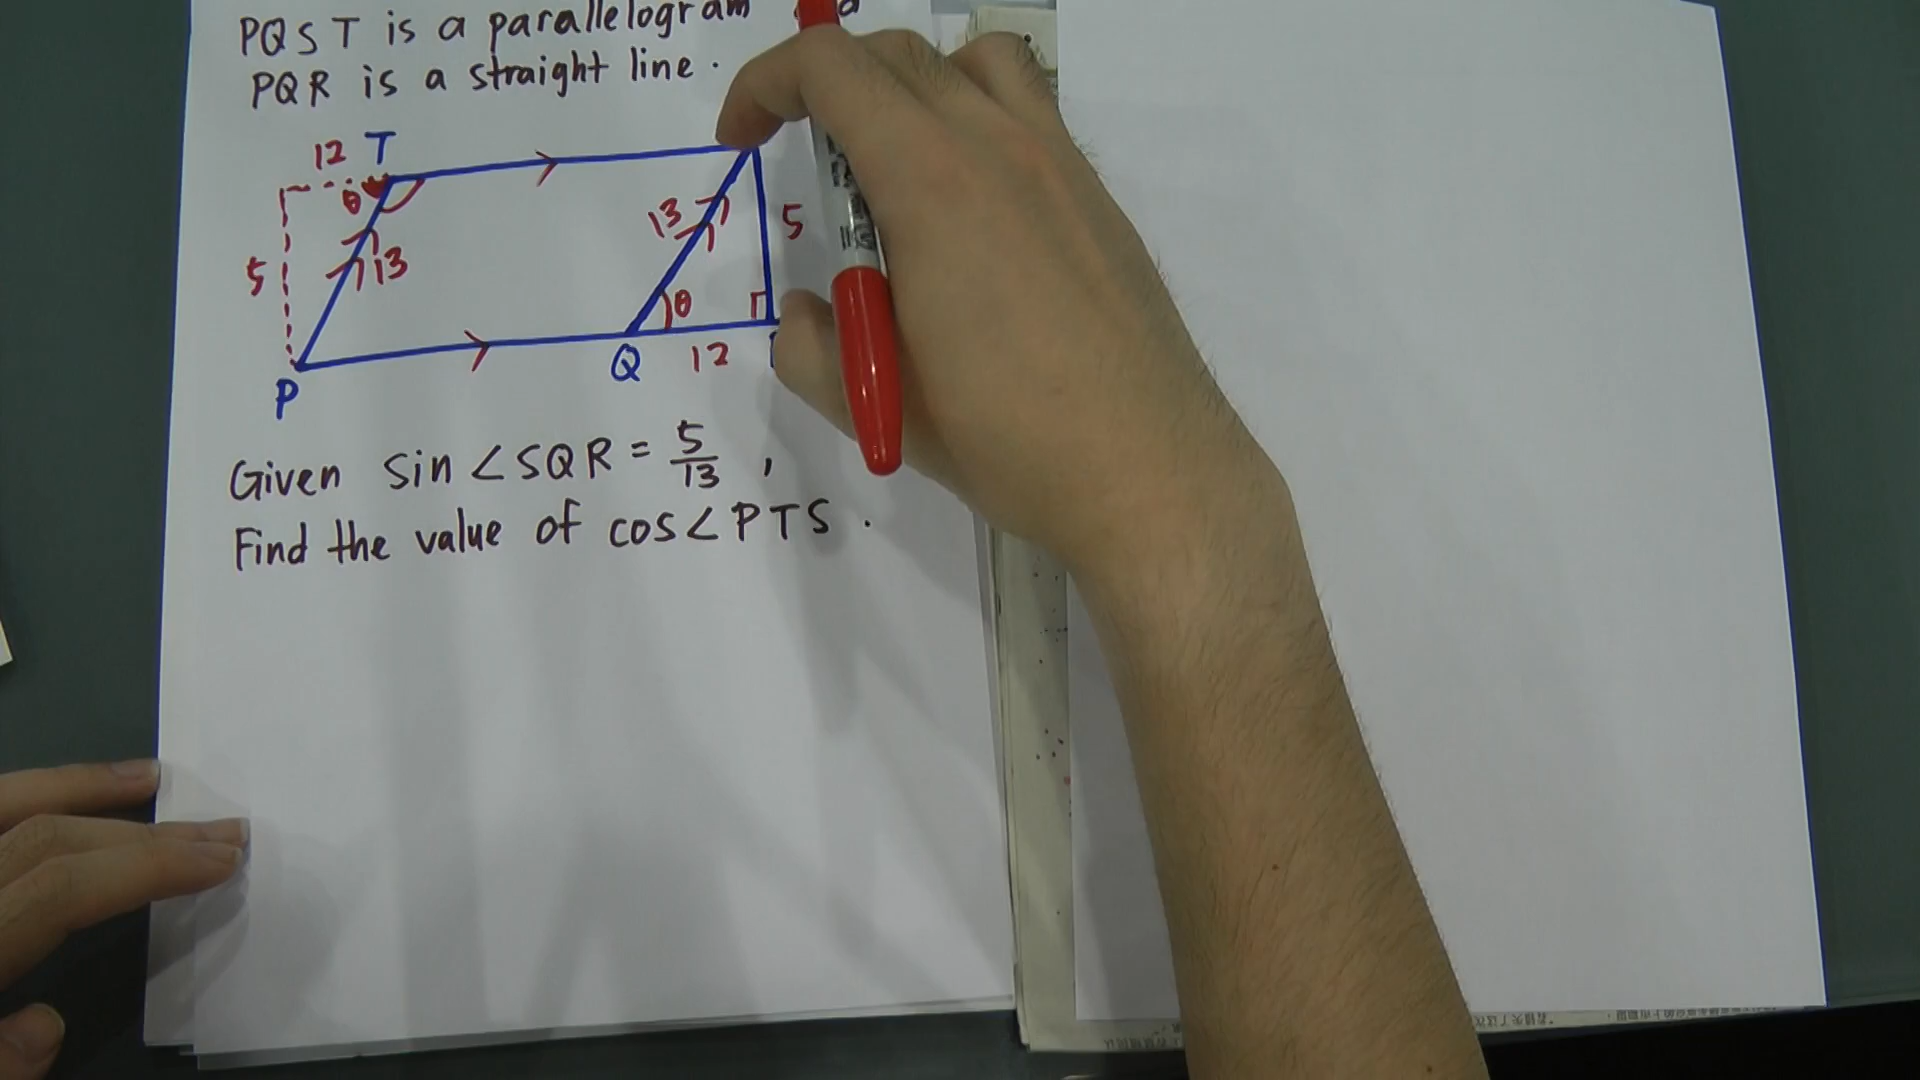 PQST is a parallelogram
PQR is a straight line.
12 T
θ
5
13
13
5
θ
Q 12
P
Given sin∠SQR = 5/13 ,
Find the value of cos∠PTS .